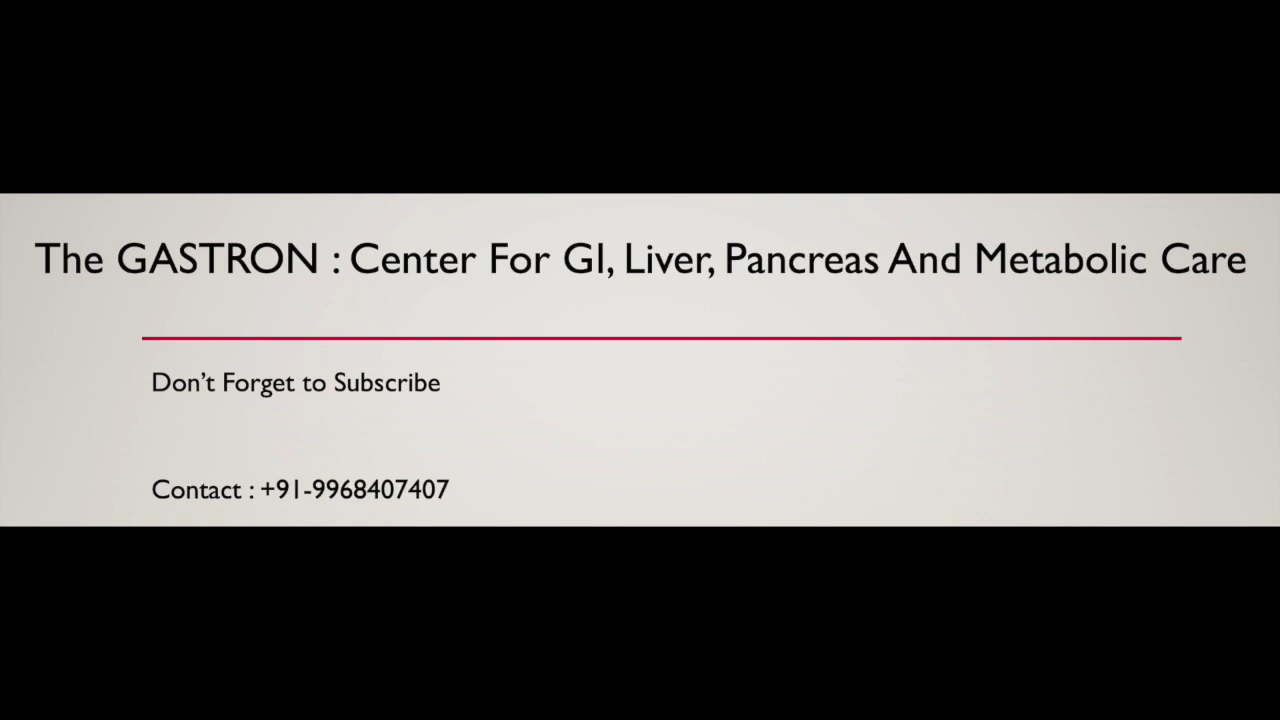 The GASTRON : Center For GI, Liver, Pancreas And Metabolic Care
Don’t Forget to Subscribe
Contact : +91-9968407407